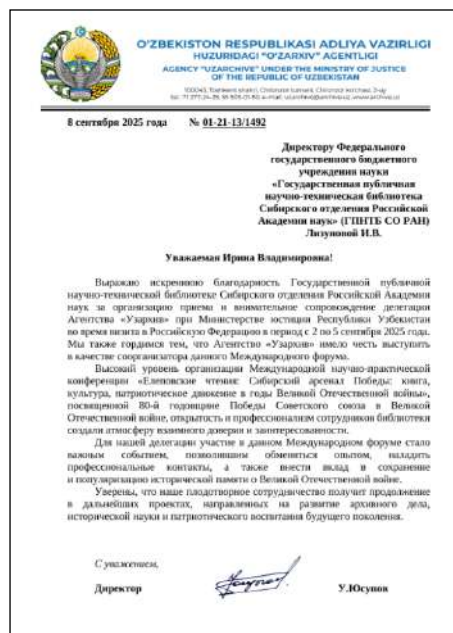 O'ZBEKISTON RESPUBLIKASI ADLIYA VAZIRLIGI
HUZURIDAGI "O'ZARXIV" AGENTLIGI
AGENCY "UZARCHIVE" UNDER THE MINISTRY OF JUSTICE
OF THE REPUBLIC OF UZBEKISTAN
8 сентября 2025 года № 01-21-13/1492
Директору Федерального
государственного бюджетного
учреждения науки
«Государственная публичная
научно-техническая библиотека
Сибирского отделения Российской
Академии наук» (ГПНТБ СО РАН)
Лизуновой И.В.
Уважаемая Ирина Владимировна!
Выражаю искреннюю благодарность Государственной публичной
научно-технической библиотеке Сибирского отделения Российской Академии
наук за организацию приема и внимательное сопровождение делегации
Агентства «Узархив» при Министерстве юстиции Республики Узбекистан
во время визита в Российскую Федерацию в период с 2 по 5 сентября 2025 года.
Мы также гордимся тем, что Агентство «Узархив» имело честь выступить
в качестве соорганизатора данного Международного форума.
Высокий уровень организации Международной научно-практической
конференции «Елеповские чтения: Сибирский арсенал Победы: книга,
культура, патриотическое движение в годы Великой Отечественной войны»,
посвященной 80-й годовщине Победы Советского союза в Великой
Отечественной войне, открытость и профессионализм сотрудников библиотеки
создали атмосферу взаимного доверия и заинтересованности.
Для нашей делегации участие в данном Международном форуме стало
важным событием, позволившим обменяться опытом, наладить
профессиональные контакты, а также внести вклад в сохранение
и популяризацию исторической памяти о Великой Отечественной войне.
Уверены, что наше плодотворное сотрудничество получит продолжение
в дальнейших проектах, направленных на развитие архивного дела,
исторической науки и патриотического воспитания будущего поколения.
С уважением,
Директор У.Юсупов